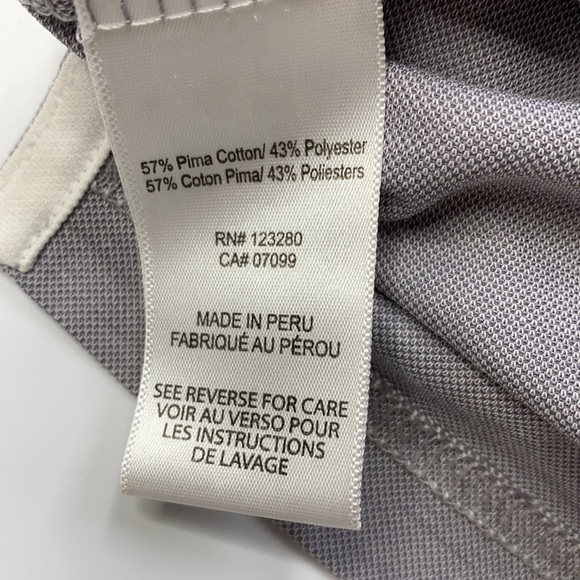 57% Pima Cotton/ 43% Polyester
57% Coton Pima/ 43% Poliesters
RN# 123280
CA# 07099
MADE IN PERU
FABRIQUÉ AU PÉROU
SEE REVERSE FOR CARE
VOIR AU VERSO POUR
LES INSTRUCTIONS
DE LAVAGE